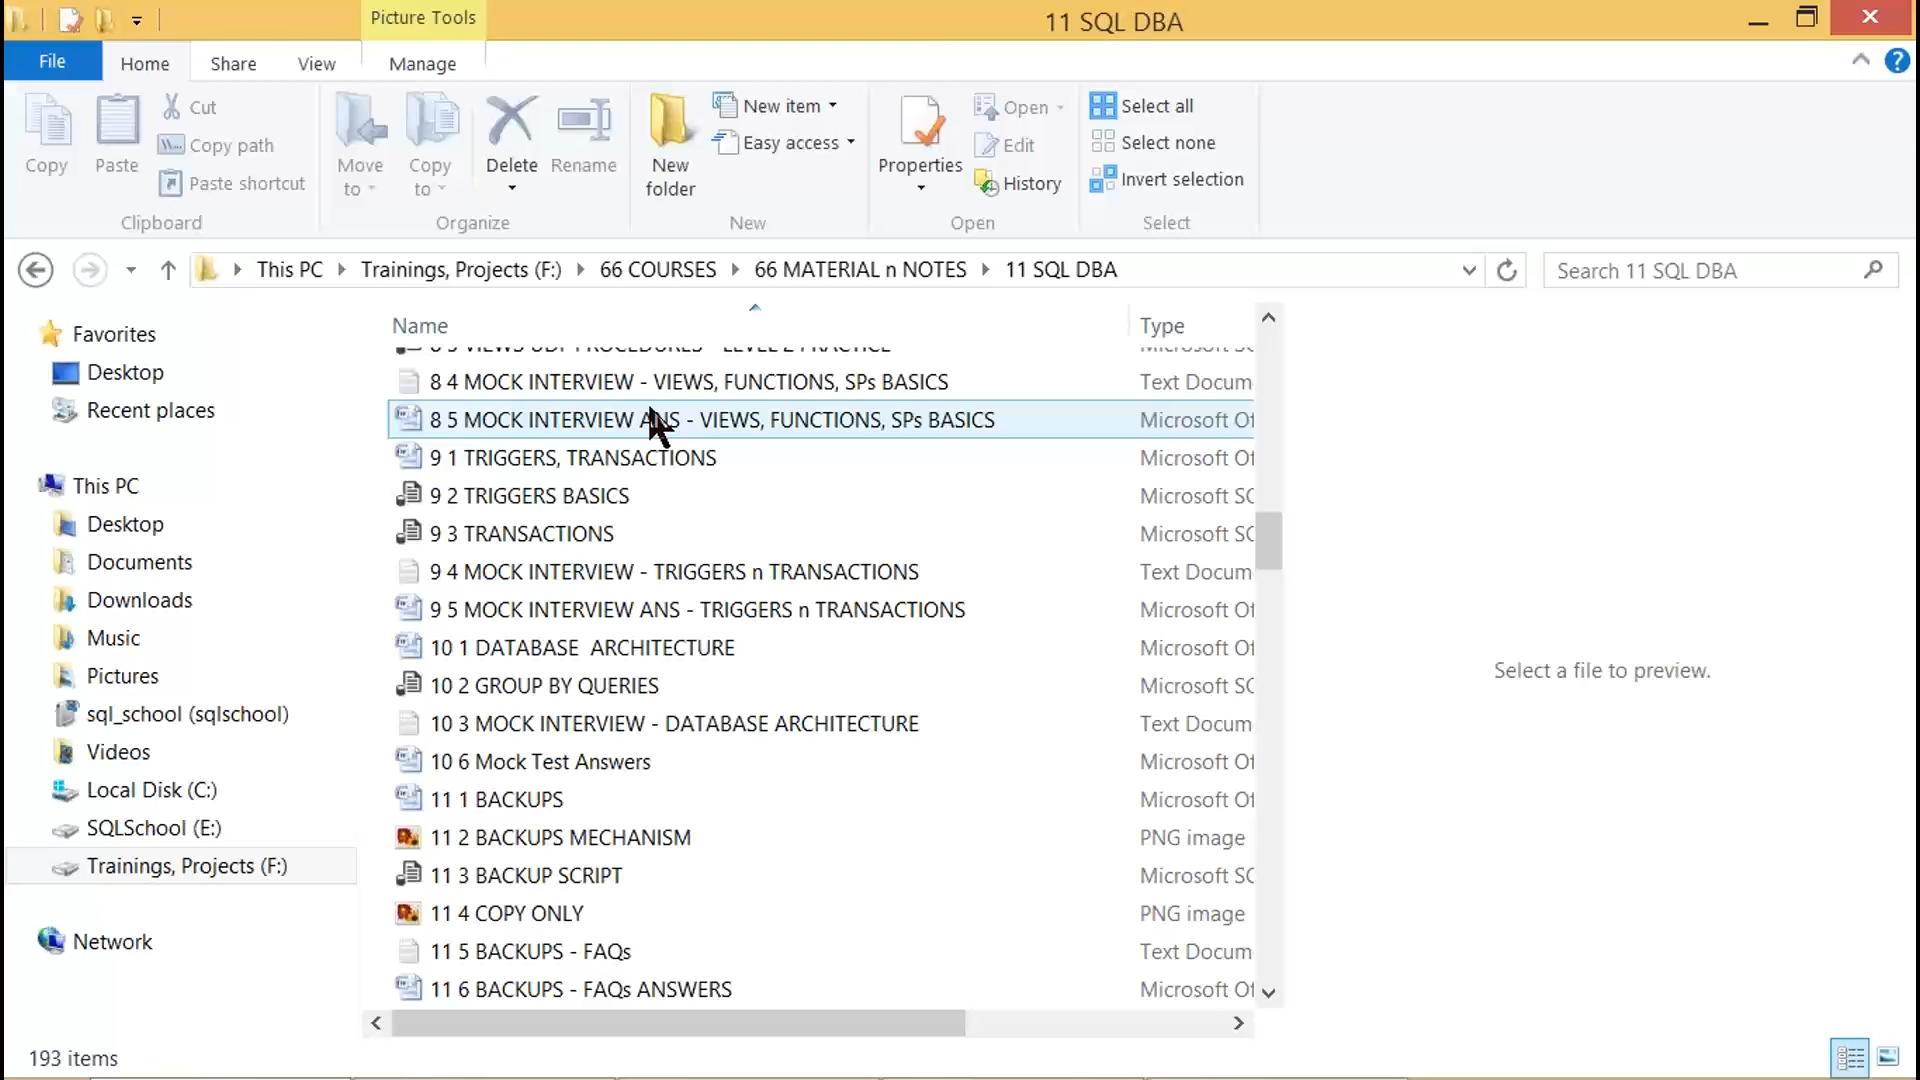 Picture Tools
11 SQL DBA
File
Home
Share
View
Manage
Copy
Paste
Cut
Copy path
Paste shortcut
Clipboard
Move to
Copy to
Delete
Rename
Organize
New folder
New item
Easy access
New
Properties
Open
Edit
History
Open
Select all
Select none
Invert selection
Select
This PC
Trainings, Projects (F:)
66 COURSES
66 MATERIAL n NOTES
11 SQL DBA
Search 11 SQL DBA
Favorites
Desktop
Recent places
This PC
Desktop
Documents
Downloads
Music
Pictures
sql_school (sqlschool)
Videos
Local Disk (C:)
SQLSchool (E:)
Trainings, Projects (F:)
Network
Name Type
8 4 MOCK INTERVIEW - VIEWS, FUNCTIONS, SPs BASICS Text Docum
8 5 MOCK INTERVIEW ANS - VIEWS, FUNCTIONS, SPs BASICS Microsoft Of
9 1 TRIGGERS, TRANSACTIONS Microsoft Of
9 2 TRIGGERS BASICS Microsoft SQ
9 3 TRANSACTIONS Microsoft SQ
9 4 MOCK INTERVIEW - TRIGGERS n TRANSACTIONS Text Docum
9 5 MOCK INTERVIEW ANS - TRIGGERS n TRANSACTIONS Microsoft Of
10 1 DATABASE  ARCHITECTURE Microsoft Of
10 2 GROUP BY QUERIES Microsoft SQ
10 3 MOCK INTERVIEW - DATABASE ARCHITECTURE Text Docum
10 6 Mock Test Answers Microsoft Of
11 1 BACKUPS Microsoft Of
11 2 BACKUPS MECHANISM PNG image
11 3 BACKUP SCRIPT Microsoft SQ
11 4 COPY ONLY PNG image
11 5 BACKUPS - FAQs Text Docum
11 6 BACKUPS - FAQs ANSWERS Microsoft Of
Select a file to preview.
193 items